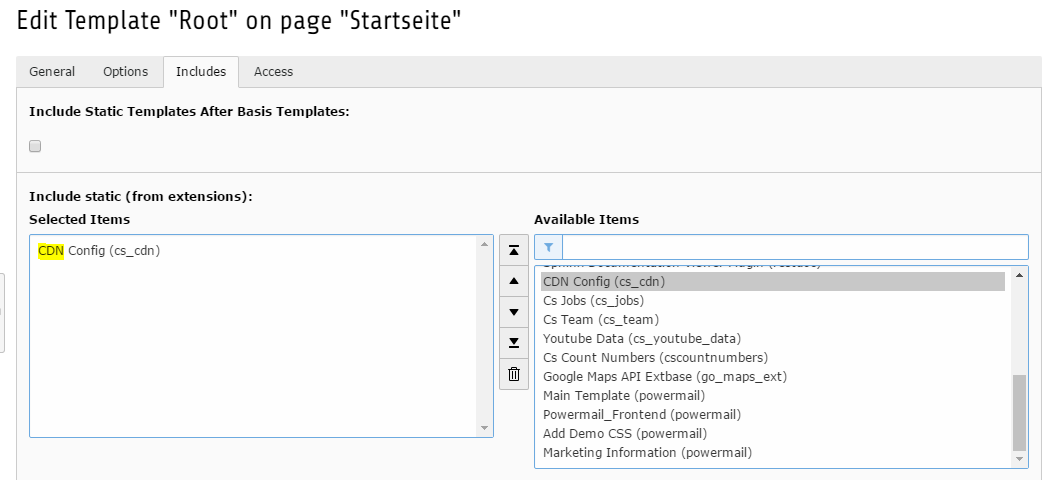 Edit Template "Root" on page "Startseite"
General Options Includes Access
Include Static Templates After Basis Templates:
Include static (from extensions):
Selected Items
CDN Config (cs_cdn)
Available Items
CDN Config (cs_cdn)
Cs Jobs (cs_jobs)
Cs Team (cs_team)
Youtube Data (cs_youtube_data)
Cs Count Numbers (cscountnumbers)
Google Maps API Extbase (go_maps_ext)
Main Template (powermail)
Powermail_Frontend (powermail)
Add Demo CSS (powermail)
Marketing Information (powermail)